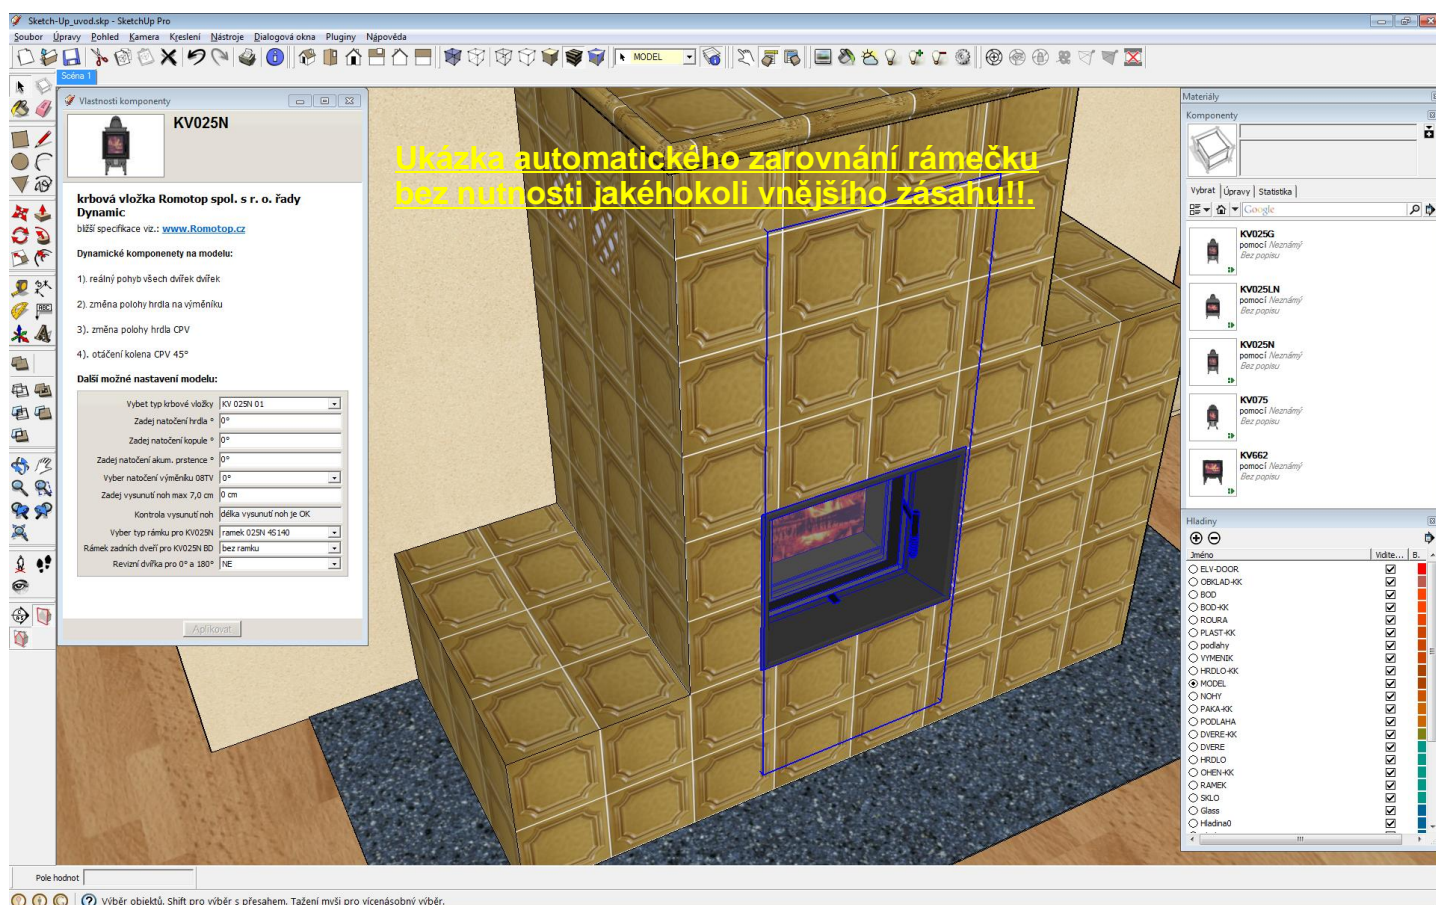 Sketch-Up_uvod.skp - SketchUp Pro
Soubor Úpravy Pohled Kamera Kreslení Nástroje Dialogová okna Pluginy Nápověda
MODEL
Scéna 1
Vlastnosti komponenty
KV025N
krbová vložka Romotop spol. s r. o. řady
Dynamic
bližší specifikace viz.: www.Romotop.cz
Dynamické komponenety na modelu:
1). reálný pohyb všech dvířek dvířek
2). změna polohy hrdla na výměníku
3). změna polohy hrdla CPV
4). otáčení kolena CPV 45°
Další možné nastavení modelu:
Vybet typ krbové vložky KV 025N 01
Zadej natočení hrdla ° 0°
Zadej natočení kopule ° 0°
Zadej natočení akum. prstence ° 0°
Vyber natočení výměníku 08TV 0°
Zadej vysunutí noh max 7,0 cm 0 cm
Kontrola vysunutí noh délka vysunutí noh je OK
Vyber typ rámku pro KV025N ramek 025N 4S140
Rámek zadních dveří pro KV025N BD bez ramku
Revizní dvířka pro 0° a 180° NE
Aplikovat
Ukázka automatického zarovnání rámečku
bez nutnosti jakéhokoli vnějšího zásahu!!.
Materiály
Komponenty
Vybrat Úpravy Statistika
Google
KV025G
pomocí Neznámý
Bez popisu
KV025LN
pomocí Neznámý
Bez popisu
KV025N
pomocí Neznámý
Bez popisu
KV075
pomocí Neznámý
Bez popisu
KV662
pomocí Neznámý
Bez popisu
Hladiny
Jméno Vidite... B.
ELV-DOOR
OBKLAD-KK
BOD
BOD-KK
ROURA
PLAST-KK
podlahy
VYMENIK
HRDLO-KK
MODEL
NOHY
PAKA-KK
PODLAHA
DVERE-KK
DVERE
HRDLO
OHEN-KK
RAMEK
SKLO
Glass
Hladina0
Pole hodnot
Výběr objektů. Shift pro výběr s přesahem. Tažení myši pro vícenásobný výběr.